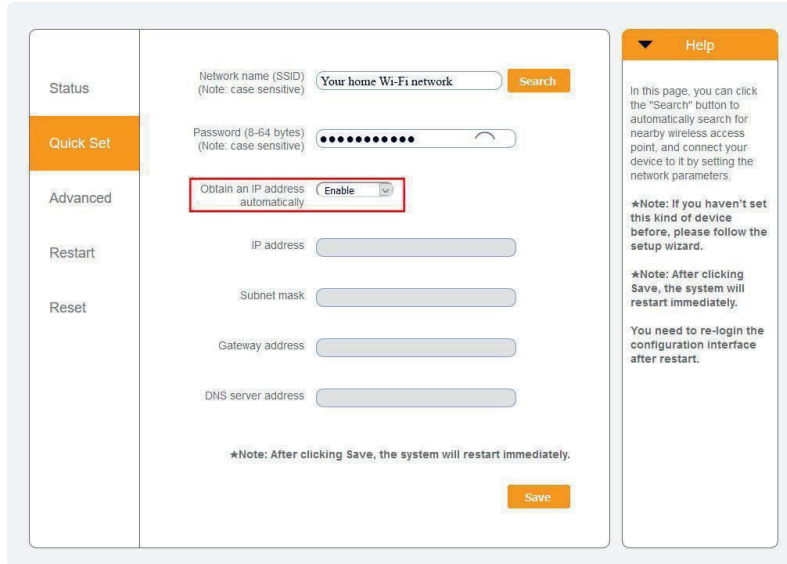 Status
Quick Set
Advanced
Restart
Reset
Network name (SSID)
(Note: case sensitive)
Your home Wi-Fi network
Search
Password (8-64 bytes)
(Note: case sensitive)
●●●●●●●●●●●
Obtain an IP address
automatically
Enable
IP address
Subnet mask
Gateway address
DNS server address
★Note: After clicking Save, the system will restart immediately.
Save
Help
In this page, you can click
the "Search" button to
automatically search for
nearby wireless access
point, and connect your
device to it by setting the
network parameters.
★Note: If you haven't set
this kind of device
before, please follow the
setup wizard.
★Note: After clicking
Save, the system will
restart immediately.
You need to re-login the
configuration interface
after restart.